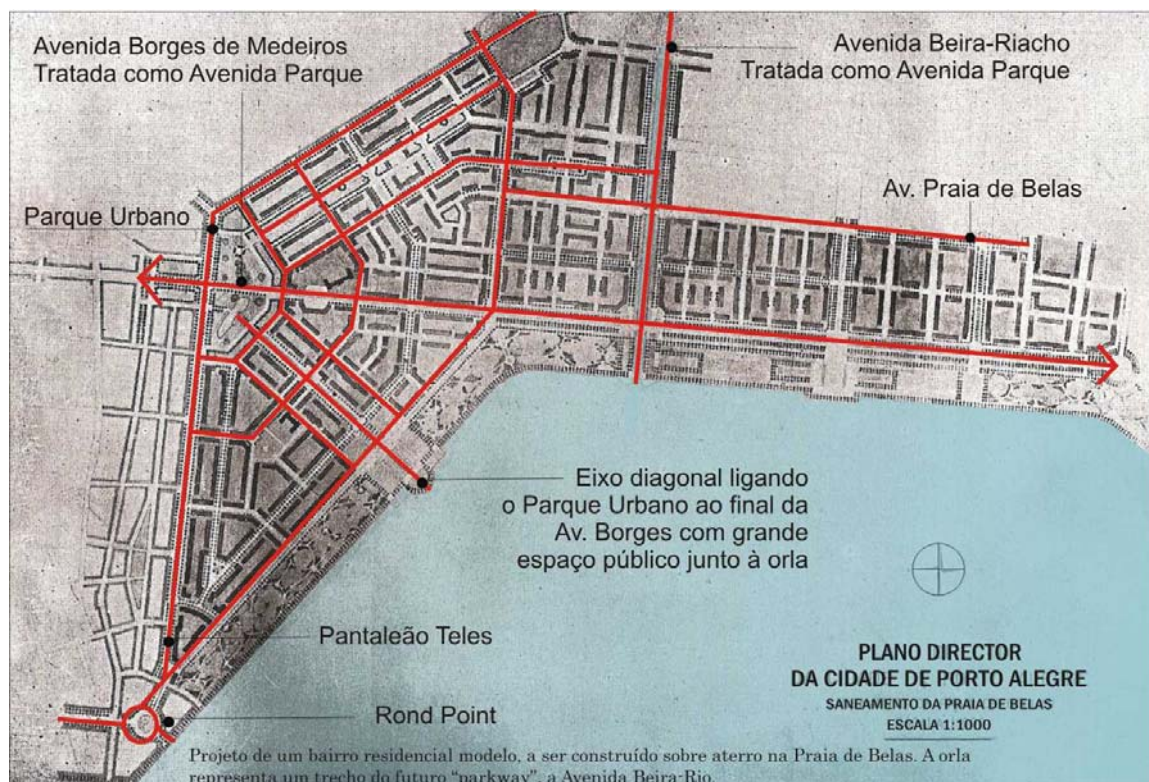 Avenida Borges de Medeiros
Tratada como Avenida Parque
Avenida Beira-Riacho
Tratada como Avenida Parque
Parque Urbano
Av. Praia de Belas
Eixo diagonal ligando
o Parque Urbano ao final da
Av. Borges com grande
espaço público junto à orla
Pantaleão Teles
Rond Point
PLANO DIRECTOR
DA CIDADE DE PORTO ALEGRE
SANEAMENTO DA PRAIA DE BELAS
ESCALA 1:1000
Projeto de um bairro residencial modelo, a ser construído sobre aterro na Praia de Belas. A orla
representa um trecho do futuro "parkway", a Avenida Beira-Rio.